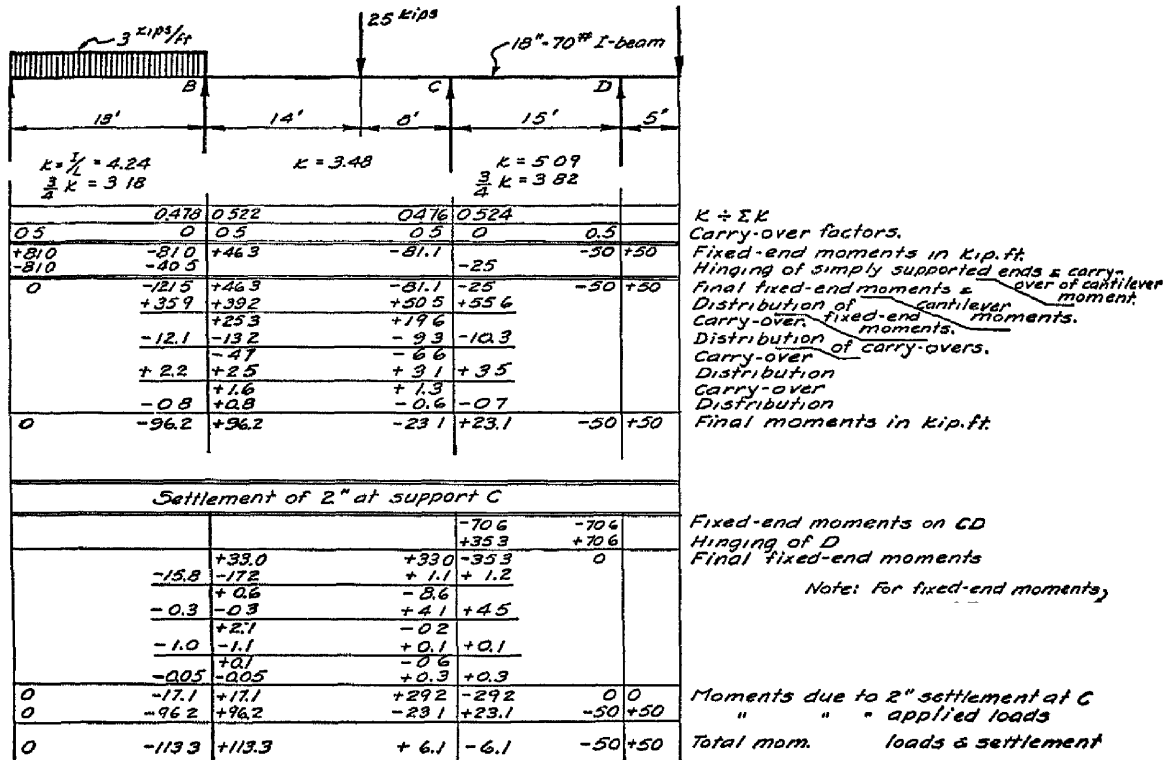 3 kips/ft
25 kips
18"-70# I-beam
B C D
18' 14' 8' 15' 5"
K = I/L = 4.24 K = 3.48 K = 5 09
3/4 K = 3 18 3/4 K = 3 82
0.478 0 522 0 476 0 524 K ÷ ΣK
0 5 0 0 5 0 5 0 0.5 Carry-over factors.
+81 0 -81 0 +46 3 -81.1 -50 +50 Fixed-end moments in kip.ft.
-81 0 -40 5 -25 Hinging of simply supported ends & carry-over of cantilever moment.
0 -121 5 +46 3 -81.1 -25 -50 +50 Final fixed-end moments & cantilever moments.
+35 9 +39 2 +50 5 +55 6 Distribution of fixed-end moments.
+25 3 +19 6 Carry-over.
-12.1 -13 2 -9 3 -10.3 Distribution of carry-overs.
-4 7 -6 6 Carry-over
+2.2 +2 5 +3 1 +3 5 Distribution
+1.6 +1.3 Carry-over
-0 8 +0.8 -0.6 -0 7 Distribution
0 -96.2 +96.2 -23 1 +23.1 -50 +50 Final moments in kip.ft.
Settlement of 2" at support C
-70 6 -70 6 Fixed-end moments on CD
+35 3 +70 6 Hinging of D
+33.0 +33 0 -35 3 0 Final fixed-end moments
-15.8 -17 2 +1.1 +1.2
Note: For fixed-end moments,
+0 6 -8.6
-0.3 -0 3 +4 1 +4 5
+2.1 -0 2
-1.0 -1.1 +0.1 +0.1
+0.1 -0 6
-0.05 -0.05 +0.3 +0.3
0 -17.1 +17.1 +29 2 -29 2 0 0 Moments due to 2" settlement at C
0 -96 2 +96.2 -23 1 +23.1 -50 +50 " " " applied loads
0 -113 3 +113.3 +6.1 -6.1 -50 +50 Total mom. loads & settlement